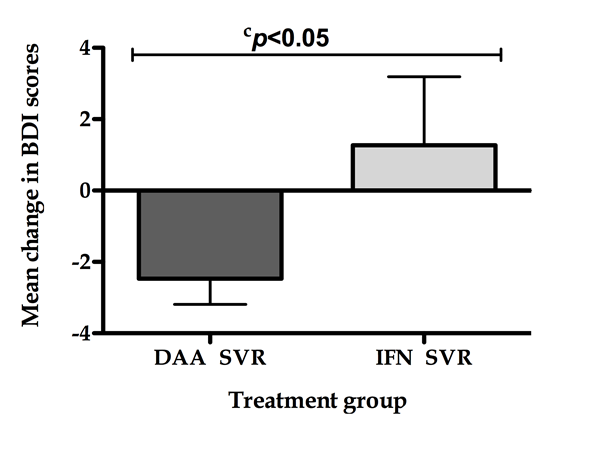 ᶜp<0.05
Mean change in BDI scores
4
2
0
-2
-4
DAA SVR
IFN SVR
Treatment group